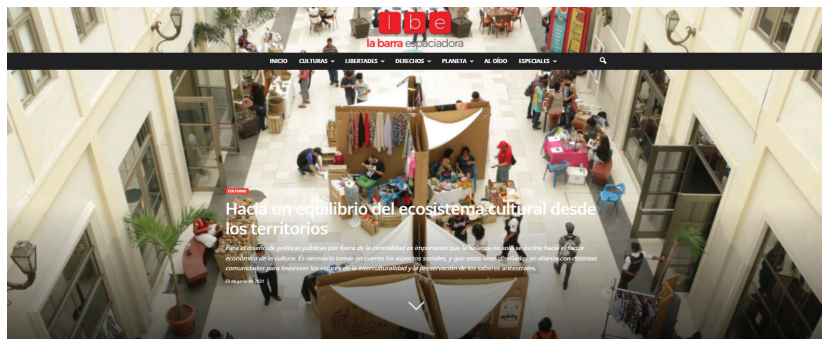 lbe
la barra espaciadora
INICIO CULTURAS LIBERTADES DERECHOS PLANETA AL OÍDO ESPECIALES
CULTURAS
Hacia un equilibrio del ecosistema cultural desde
los territorios
Para el diseño de políticas públicas por fuera de la centralidad es importante que la balanza no solo se incline hacia el factor
económico de la cultura. Es necesario tomar en cuenta los aspectos sociales, y que estas sean diseñadas en alianza con distintas
comunidades para favorecer los valores de la interculturalidad y la preservación de los saberes ancestrales.